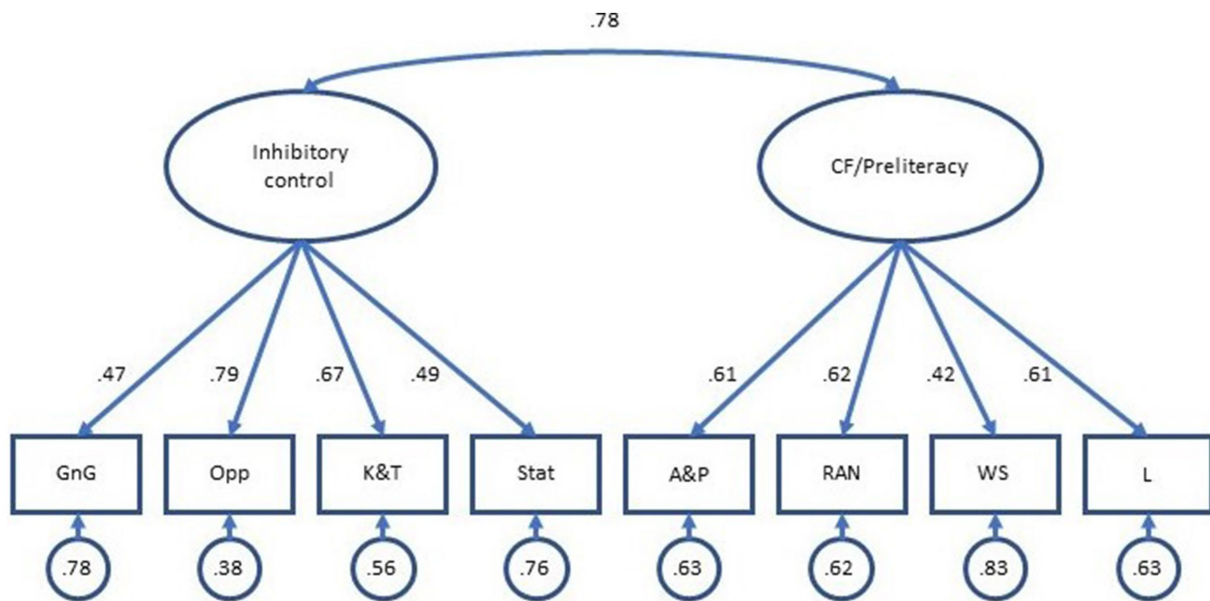 .78
Inhibitory
control
CF/Preliteracy
.47 .79 .67 .49 .61 .62 .42 .61
GnG Opp K&T Stat A&P RAN WS L
.78 .38 .56 .76 .63 .62 .83 .63